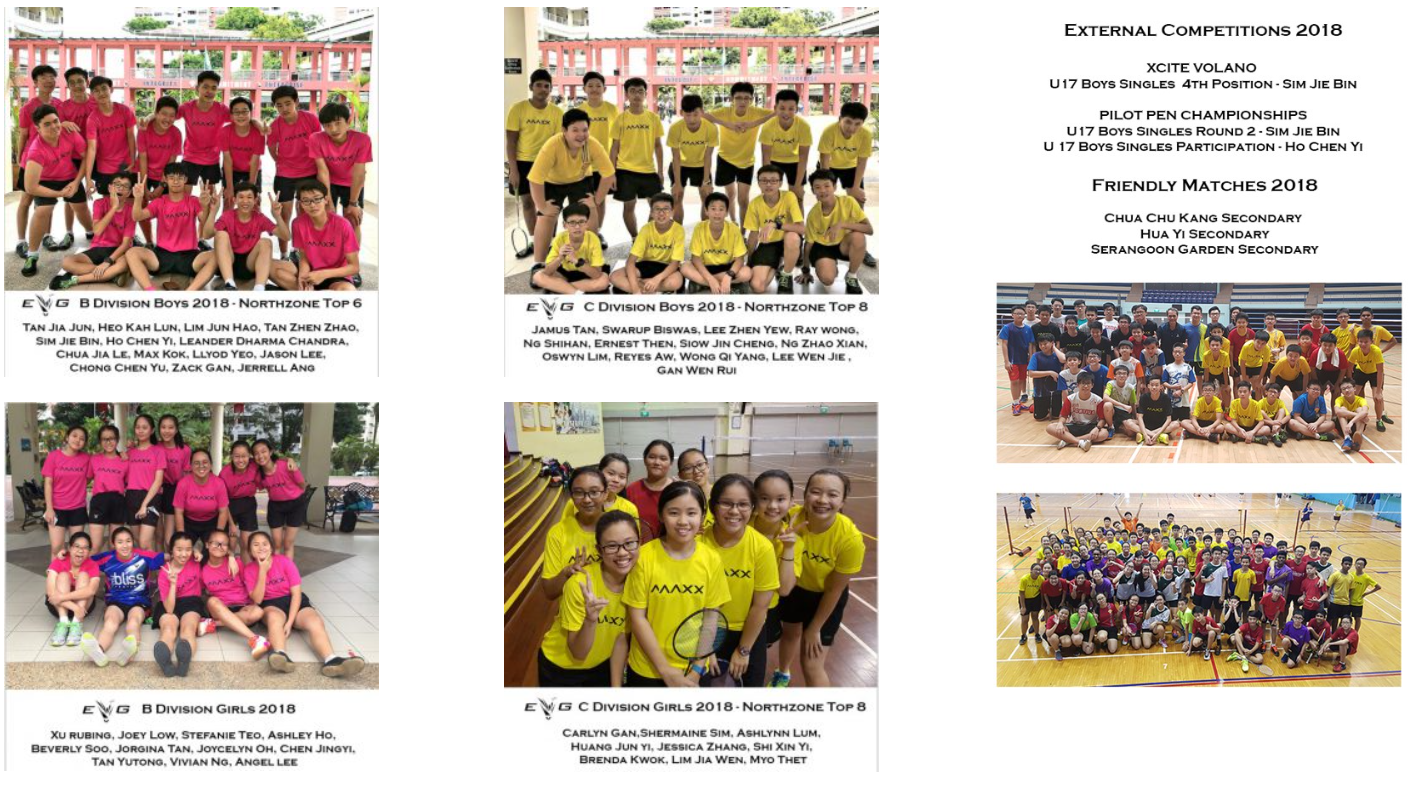 MAXX
EVG B Division Boys 2018 - Northzone Top 6
Tan Jia Jun, Heo Kah Lun, Lim Jun Hao, Tan Zhen Zhao,
Sim Jie Bin, Ho Chen Yi, Leander Dharma Chandra,
Chua Jia Le, Max Kok, Llyod Yeo, Jason Lee,
Chong Chen Yu, Zack Gan, Jerrell Ang
bliss
EVG B Division Girls 2018
Xu rubing, Joey Low, Stefanie Teo, Ashley Ho,
Beverly Soo, Jorgina Tan, Joycelyn Oh, Chen Jingyi,
Tan Yutong, Vivian Ng, Angel lee
MAXX
EVG C Division Boys 2018 - Northzone Top 8
Jamus Tan, Swarup Biswas, Lee Zhen Yew, Ray wong,
Ng Shihan, Ernest Then, Siow Jin Cheng, Ng Zhao Xian,
Oswyn Lim, Reyes Aw, Wong Qi Yang, Lee Wen Jie ,
Gan Wen Rui
MAXX
EVG C Division Girls 2018 - Northzone Top 8
Carlyn Gan,Shermaine Sim, Ashlynn Lum,
Huang Jun yi, Jessica Zhang, Shi Xin Yi,
Brenda Kwok, Lim Jia Wen, Myo Thet
External Competitions 2018
XCITE VOLANO
U17 Boys Singles 4th Position - Sim Jie Bin
PILOT PEN CHAMPIONSHIPS
U17 Boys Singles Round 2 - Sim Jie Bin
U 17 Boys Singles Participation - Ho Chen Yi
Friendly Matches 2018
Chua Chu Kang Secondary
Hua Yi Secondary
Serangoon Garden Secondary